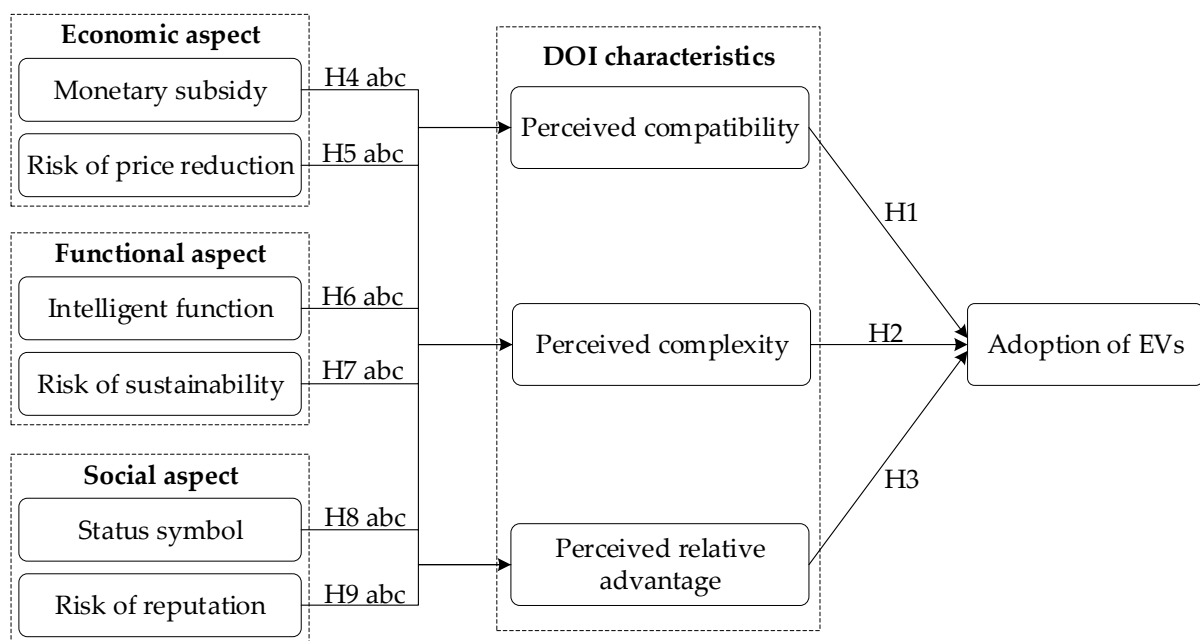 Economic aspect
Monetary subsidy
Risk of price reduction
Functional aspect
Intelligent function
Risk of sustainability
Social aspect
Status symbol
Risk of reputation
H4 abc
H5 abc
H6 abc
H7 abc
H8 abc
H9 abc
DOI characteristics
Perceived compatibility
Perceived complexity
Perceived relative
advantage
H1
H2
H3
Adoption of EVs